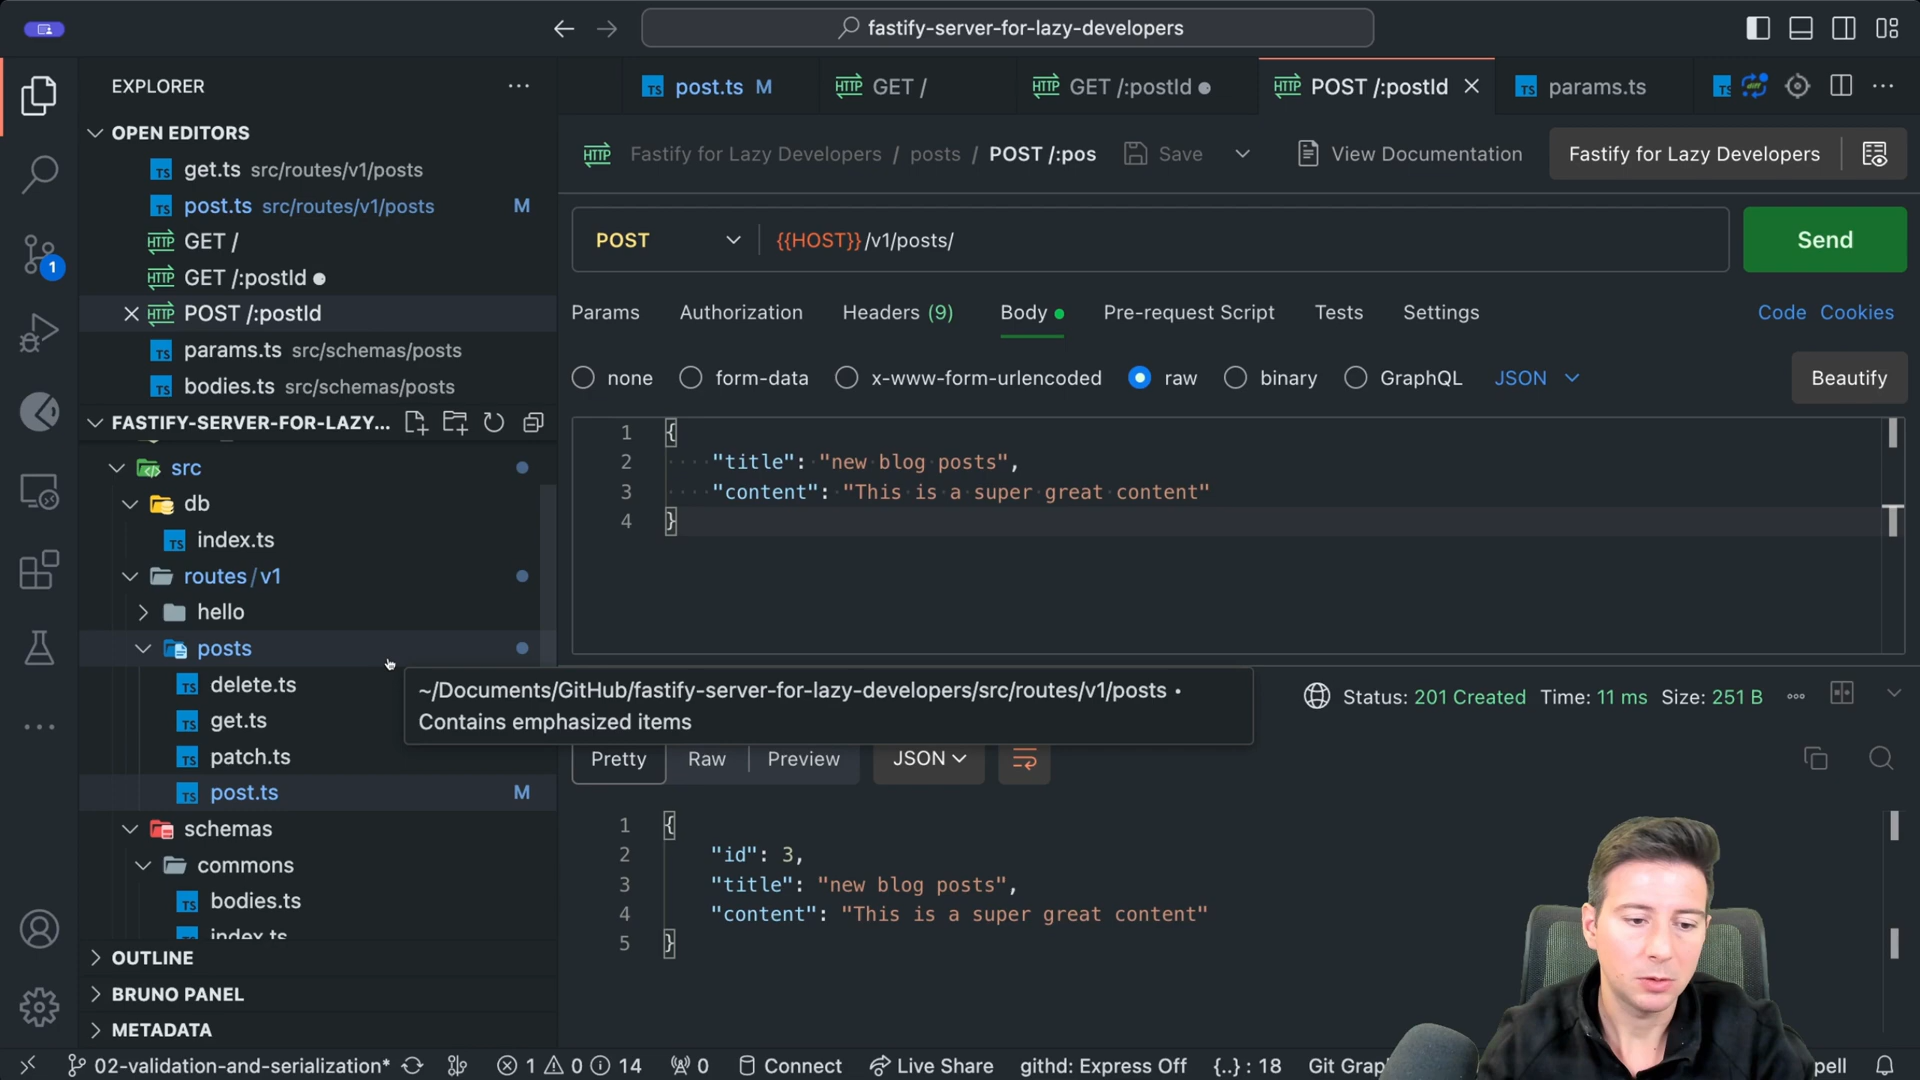 fastify-server-for-lazy-developers
EXPLORER
OPEN EDITORS
get.ts src/routes/v1/posts
post.ts src/routes/v1/posts M
GET /
GET /:postId
POST /:postId
params.ts src/schemas/posts
bodies.ts src/schemas/posts
FASTIFY-SERVER-FOR-LAZY...
src
db
index.ts
routes/v1
hello
posts
delete.ts
get.ts
patch.ts
post.ts M
schemas
commons
bodies.ts
index.ts
OUTLINE
BRUNO PANEL
METADATA
post.ts M
GET /
GET /:postId
POST /:postId
params.ts
Fastify for Lazy Developers / posts / POST /:pos
Save
View Documentation
Fastify for Lazy Developers
POST
{{HOST}}/v1/posts/
Send
Params
Authorization
Headers (9)
Body
Pre-request Script
Tests
Settings
Code
Cookies
none
form-data
x-www-form-urlencoded
raw
binary
GraphQL
JSON
Beautify
1 {
2 "title": "new blog posts",
3 "content": "This is a super great content"
4 }
~/Documents/GitHub/fastify-server-for-lazy-developers/src/routes/v1/posts •
Contains emphasized items
Status: 201 Created Time: 11 ms Size: 251 B
Pretty
Raw
Preview
JSON
1 {
2 "id": 3,
3 "title": "new blog posts",
4 "content": "This is a super great content"
5 }
02-validation-and-serialization*
1 0 14
0
Connect
Live Share
githd: Express Off
{..} : 18
Git Grap
pell
1